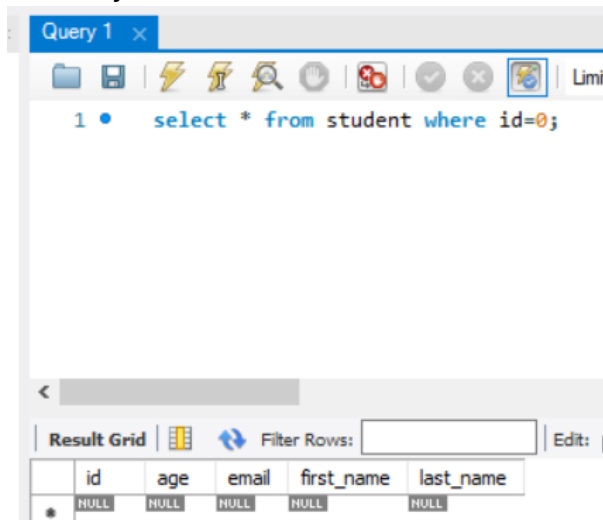 Query 1
Limi
1 select * from student where id=0;
Result Grid Filter Rows: Edit:
id age email first_name last_name
NULL NULL NULL NULL NULL